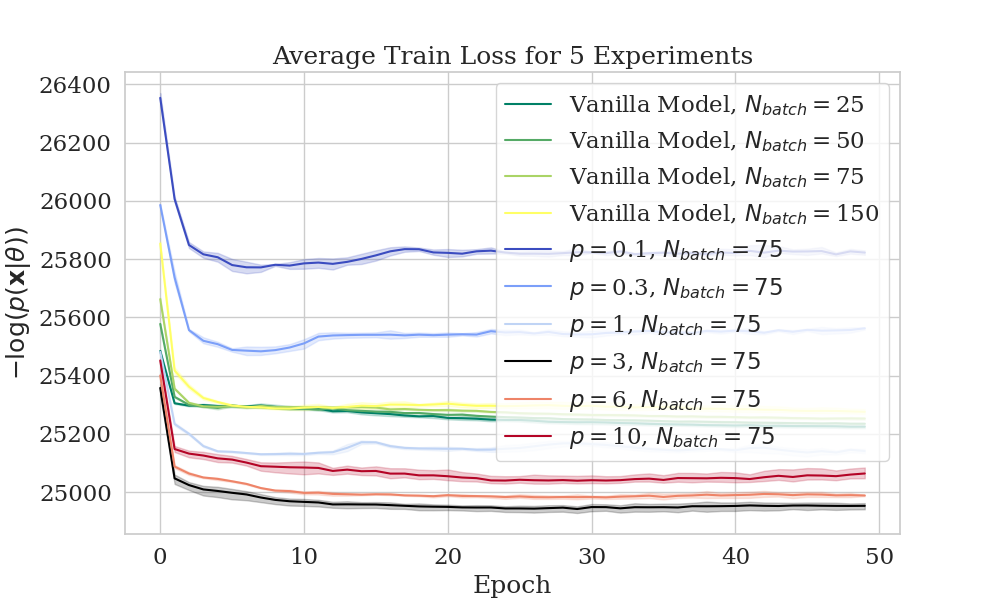 Average Train Loss for 5 Experiments
26400
26200
26000
25800
25600
25400
25200
25000
−log(p(x|θ))
Vanilla Model, N_batch = 25
Vanilla Model, N_batch = 50
Vanilla Model, N_batch = 75
Vanilla Model, N_batch = 150
p = 0.1, N_batch = 75
p = 0.3, N_batch = 75
p = 1, N_batch = 75
p = 3, N_batch = 75
p = 6, N_batch = 75
p = 10, N_batch = 75
0 10 20 30 40 50
Epoch